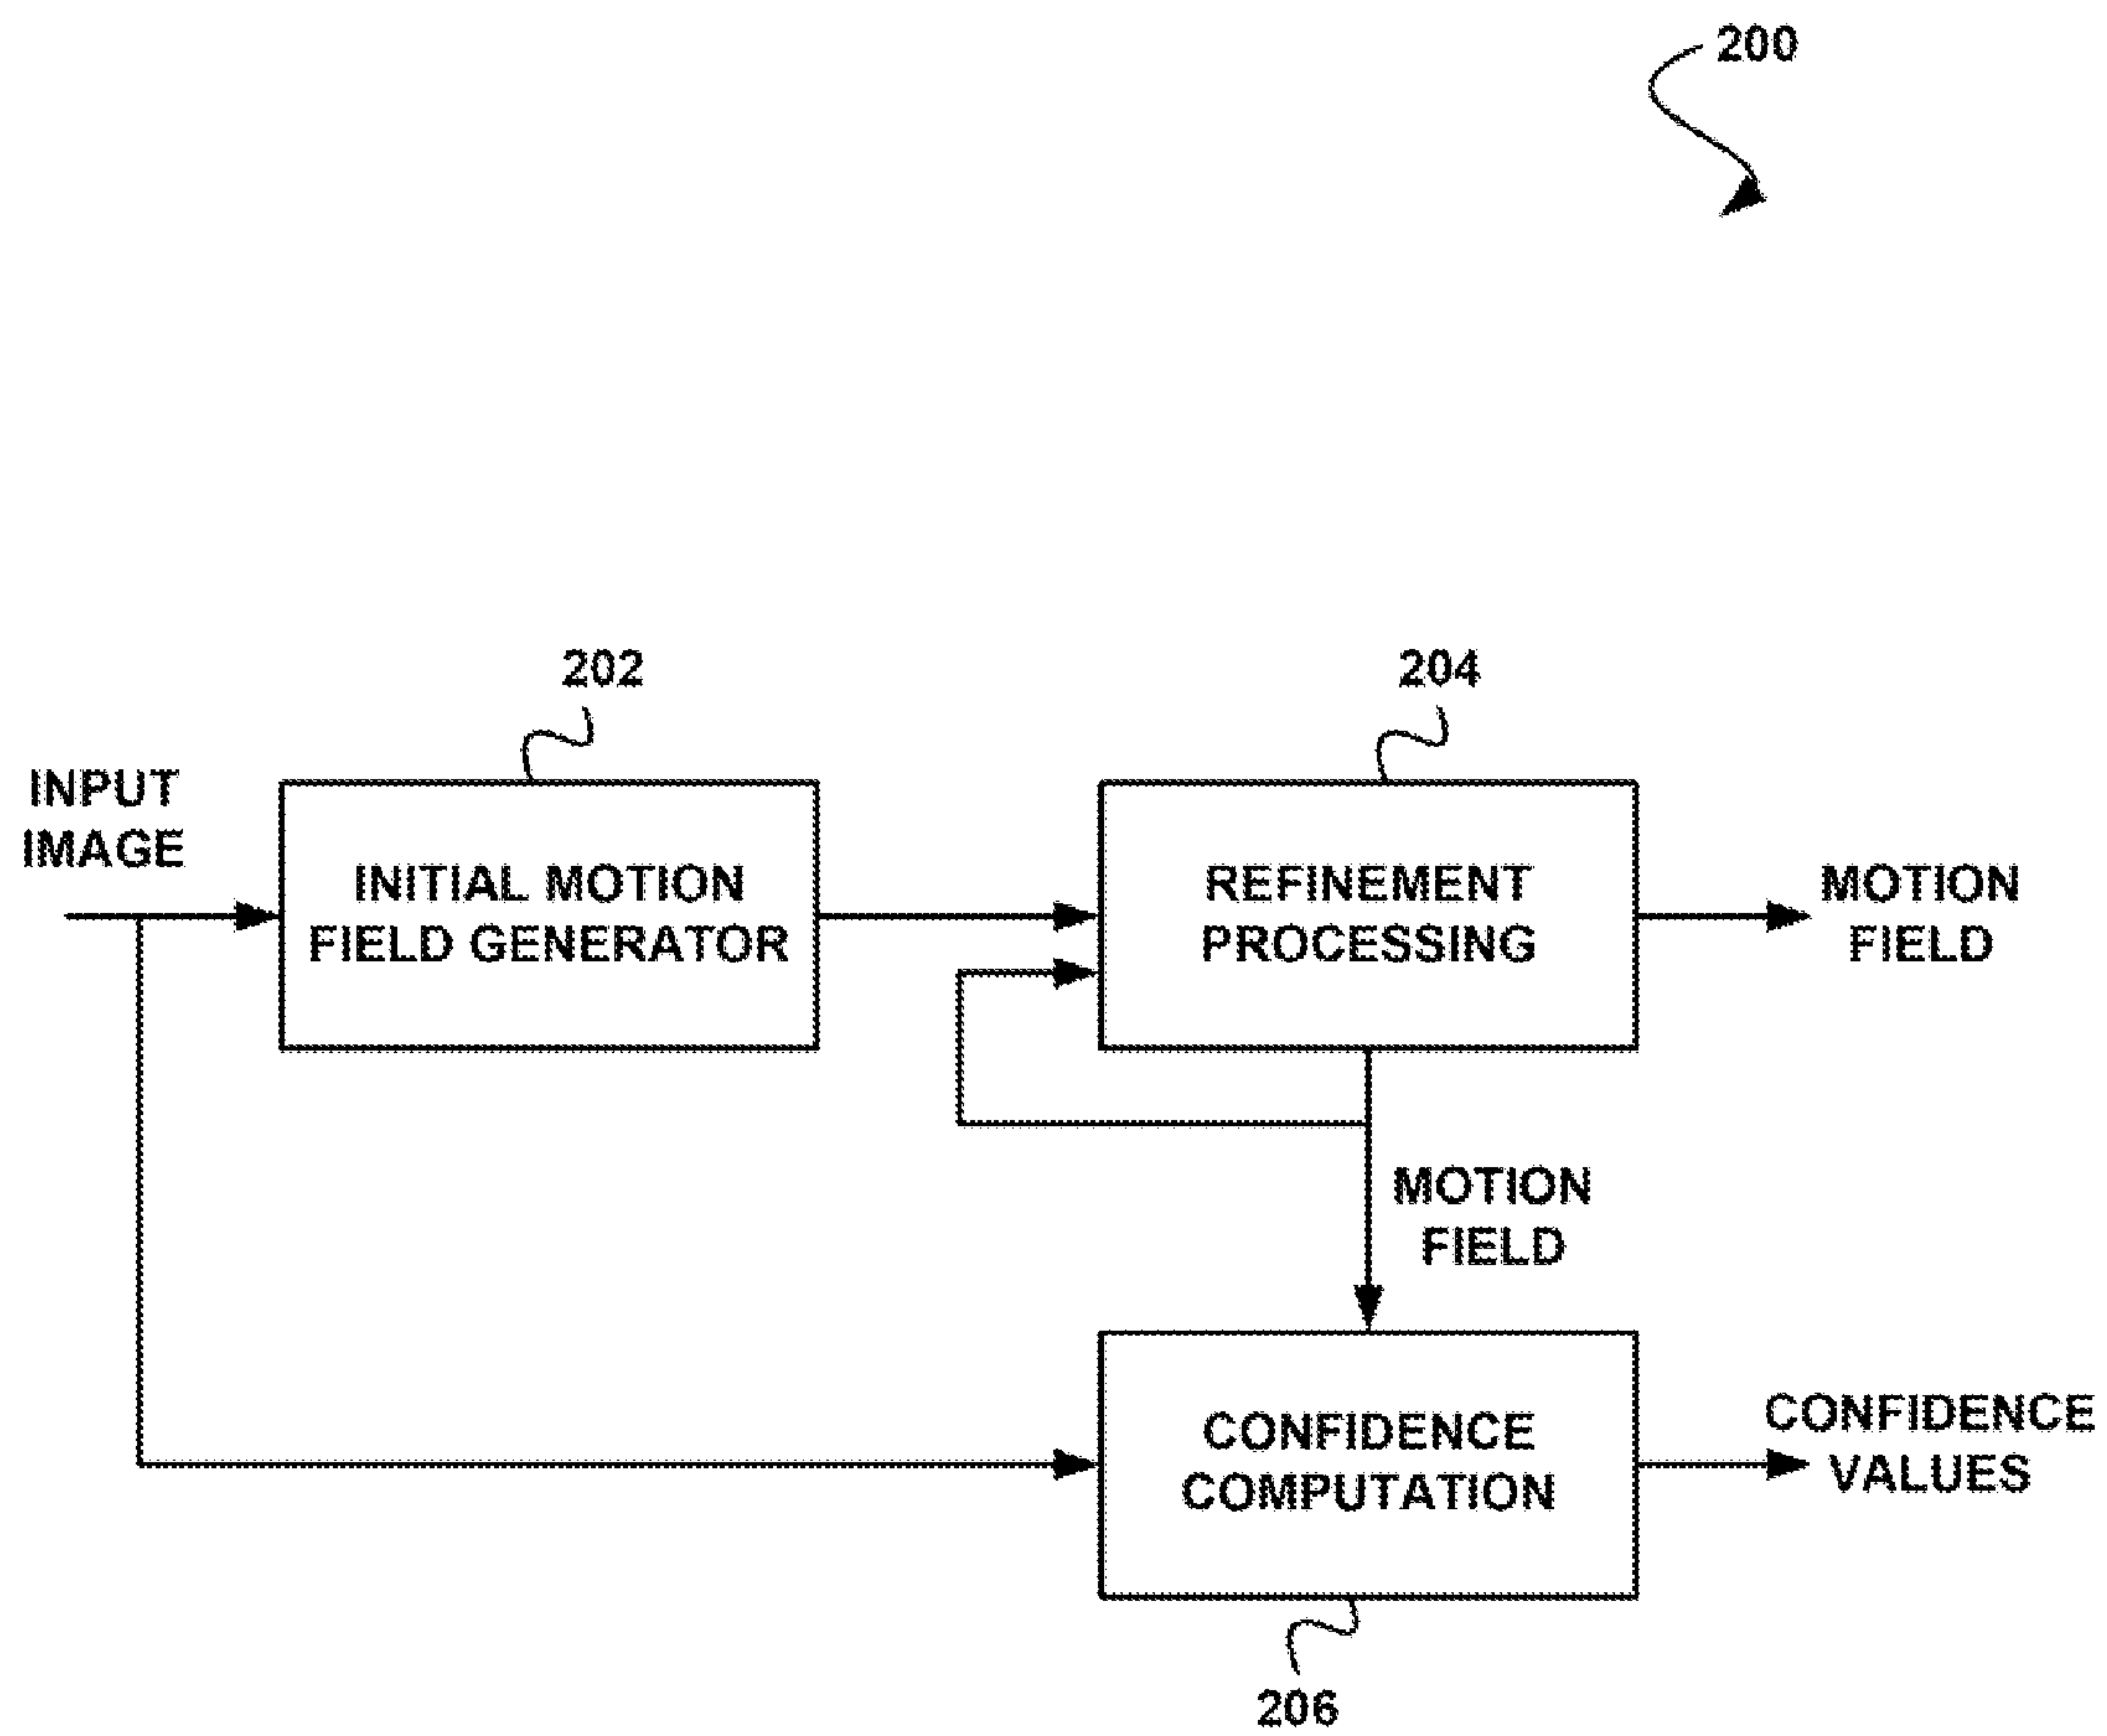 200
202
204
INPUT
IMAGE
INITIAL MOTION
FIELD GENERATOR
REFINEMENT
PROCESSING
MOTION
FIELD
MOTION
FIELD
CONFIDENCE
COMPUTATION
CONFIDENCE
VALUES
206